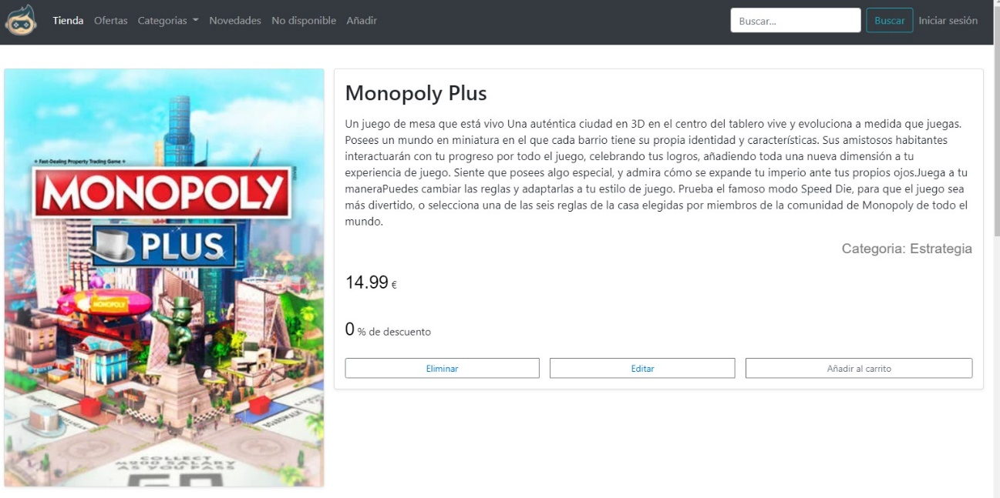 Tienda Ofertas Categorias Novedades No disponible Añadir Buscar... Buscar Iniciar sesión
Monopoly Plus
Un juego de mesa que está vivo Una auténtica ciudad en 3D en el centro del tablero vive y evoluciona a medida que juegas.
Posees un mundo en miniatura en el que cada barrio tiene su propia identidad y características. Sus amistosos habitantes
interactuarán con tu progreso por todo el juego, celebrando tus logros, añadiendo toda una nueva dimensión a tu
experiencia de juego. Siente que posees algo especial, y admira cómo se expande tu imperio ante tus propios ojos.Juega a tu
maneraPuedes cambiar las reglas y adaptarlas a tu estilo de juego. Prueba el famoso modo Speed Die, para que el juego sea
más divertido, o selecciona una de las seis reglas de la casa elegidas por miembros de la comunidad de Monopoly de todo el
mundo.
Categoria: Estrategia
14.99 €
0 % de descuento
Eliminar Editar Añadir al carrito
Fast-Dealing Property Trading Game
MONOPOLY
PLUS
MONOPOLY
BOARDWALK
COLLECT
SALARY
AS YOU PASS
GO